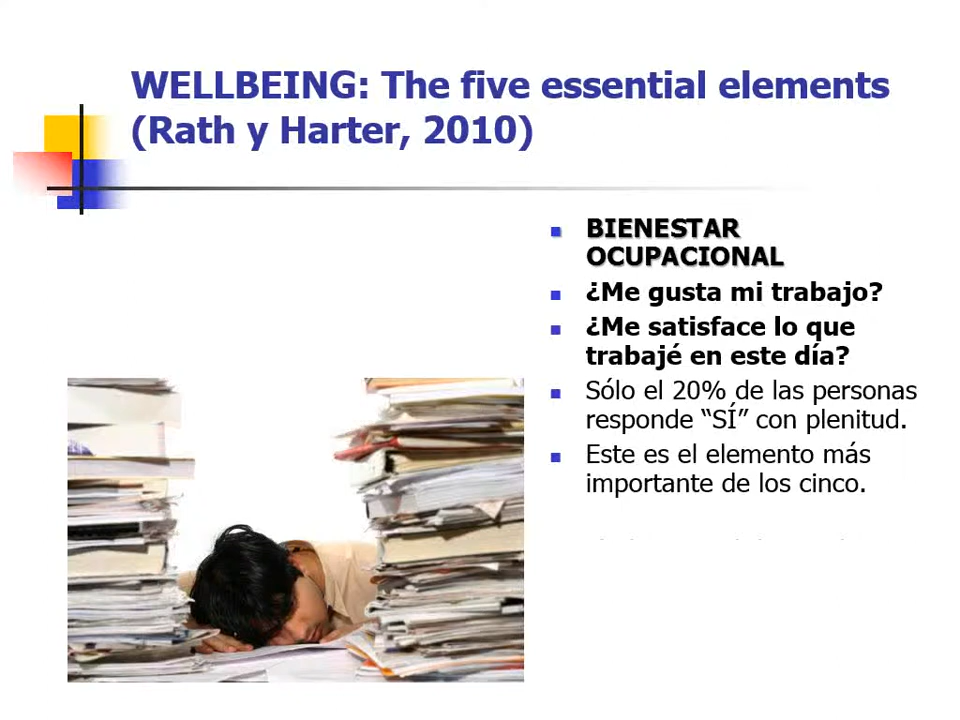 WELLBEING: The five essential elements
(Rath y Harter, 2010)
BIENESTAR
OCUPACIONAL
¿Me gusta mi trabajo?
¿Me satisface lo que
trabajé en este día?
Sólo el 20% de las personas
responde “SÍ” con plenitud.
Este es el elemento más
importante de los cinco.